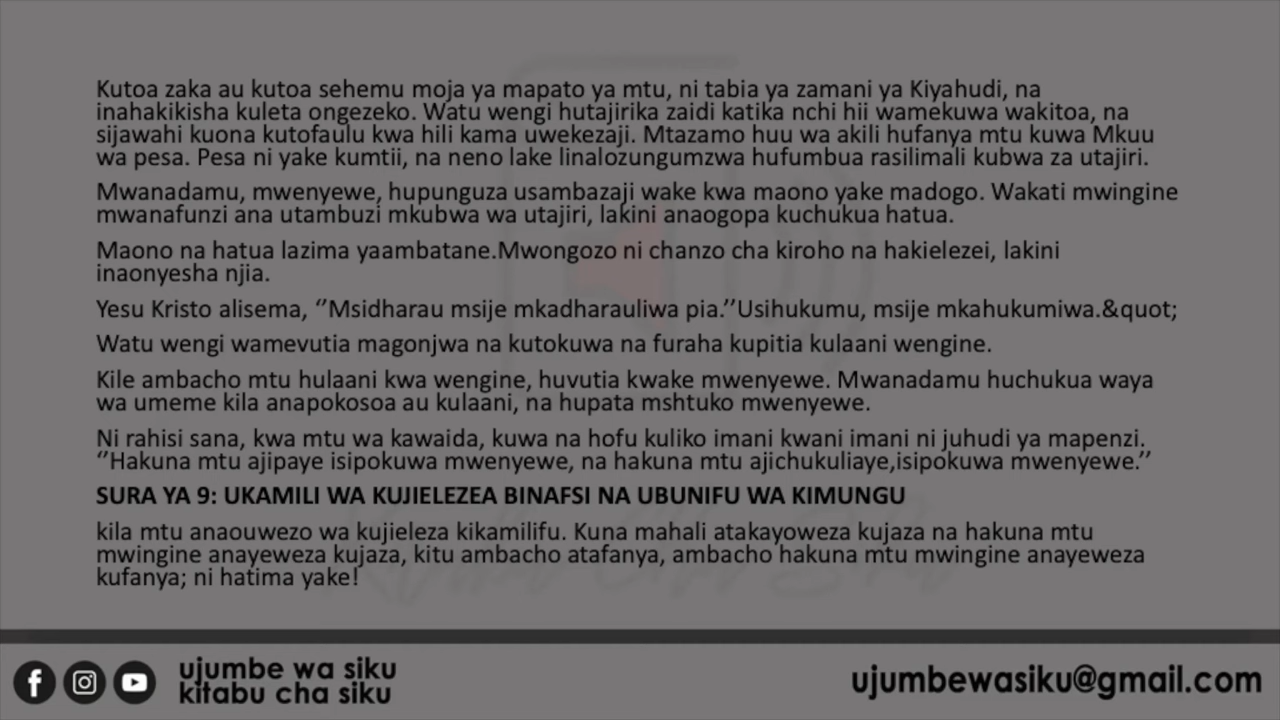 Kutoa zaka au kutoa sehemu moja ya mapato ya mtu, ni tabia ya zamani ya Kiyahudi, na
inahakikisha kuleta ongezeko. Watu wengi hutajirika zaidi katika nchi hii wamekuwa wakitoa, na
sijawahi kuona kutofaulu kwa hili kama uwekezaji. Mtazamo huu wa akili hufanya mtu kuwa Mkuu
wa pesa. Pesa ni yake kumtii, na neno lake linalozungumzwa hufumbua rasilimali kubwa za utajiri.
Mwanadamu, mwenyewe, hupunguza usambazaji wake kwa maono yake madogo. Wakati mwingine
mwanafunzi ana utambuzi mkubwa wa utajiri, lakini anaogopa kuchukua hatua.
Maono na hatua lazima yaambatane.Mwongozo ni chanzo cha kiroho na hakielezei, lakini
inaonyesha njia.
Yesu Kristo alisema, ‘’Msidharau msije mkadharauliwa pia.’’Usihukumu, msije mkahukumiwa.&quot;
Watu wengi wamevutia magonjwa na kutokuwa na furaha kupitia kulaani wengine.
Kile ambacho mtu hulaani kwa wengine, huvutia kwake mwenyewe. Mwanadamu huchukua waya
wa umeme kila anapokosoa au kulaani, na hupata mshtuko mwenyewe.
Ni rahisi sana, kwa mtu wa kawaida, kuwa na hofu kuliko imani kwani imani ni juhudi ya mapenzi.
‘’Hakuna mtu ajipaye isipokuwa mwenyewe, na hakuna mtu ajichukuliaye,isipokuwa mwenyewe.’’
SURA YA 9: UKAMILI WA KUJIELEZEA BINAFSI NA UBUNIFU WA KIMUNGU
kila mtu anaouwezo wa kujieleza kikamilifu. Kuna mahali atakayoweza kujaza na hakuna mtu
mwingine anayeweza kujaza, kitu ambacho atafanya, ambacho hakuna mtu mwingine anayeweza
kufanya; ni hatima yake!
ujumbe wa siku
kitabu cha siku
ujumbewasiku@gmail.com